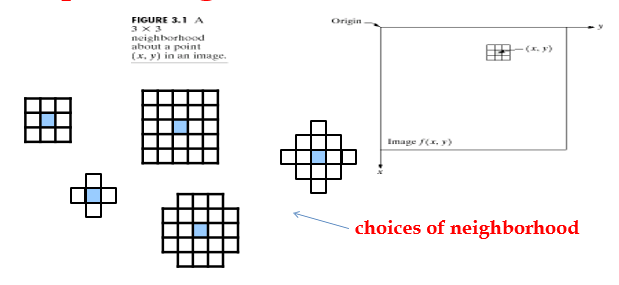 FIGURE 3.1 A
3 × 3
neighborhood
about a point
(x, y) in an image.
Origin
y
(x, y)
Image f(x, y)
x
choices of neighborhood